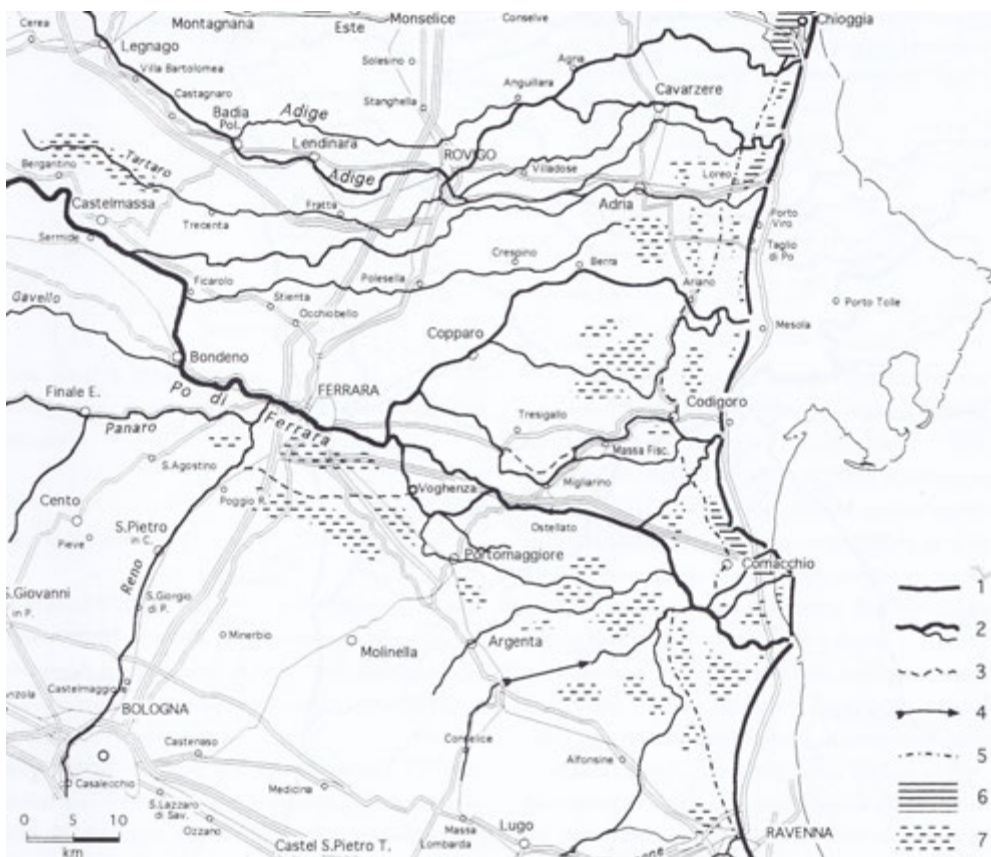 Cerea
Montagnana
Este
Monselice
Conselve
Chioggia
Legnago
Solesino
Agna
Villa Bartolomea
Anguillara
Castagnaro
Stanghella
Cavarzere
Badia
Pol.
Adige
Lendinara
ROVIGO
Bergantino
Tartaro
Adige
Villadose
Loreo
Castelmassa
Fratta
Adria
Trecenta
Porto
Viro
Sermide
Crespino
Taglio
di Po
Polesella
Berra
Ficarolo
Ariano
Gavello
Stienta
Porto Tolle
Occhiobello
Copparo
Mesola
Bondeno
Finale E.
Po di Ferrara
FERRARA
Tresigallo
Codigoro
Panaro
S.Agostino
Massa Fisc.
Poggio R.
Voghenza
Migliarino
Cento
Ostellato
S.Pietro
in C.
Pieve
Portomaggiore
Comacchio
Reno
S.Giovanni
in P.
S.Giorgio
di P.
1
Minerbio
Molinella
Argenta
2
3
Castelmaggiore
nzola
BOLOGNA
4
Castenaso
Conselice
5
Casalecchio
Medicina
Alfonsine
6
S.Lazzaro
di Sav.
0 5 10
km
Ozzano
Massa
Lombarda
Lugo
RAVENNA
7
Castel S.Pietro T.